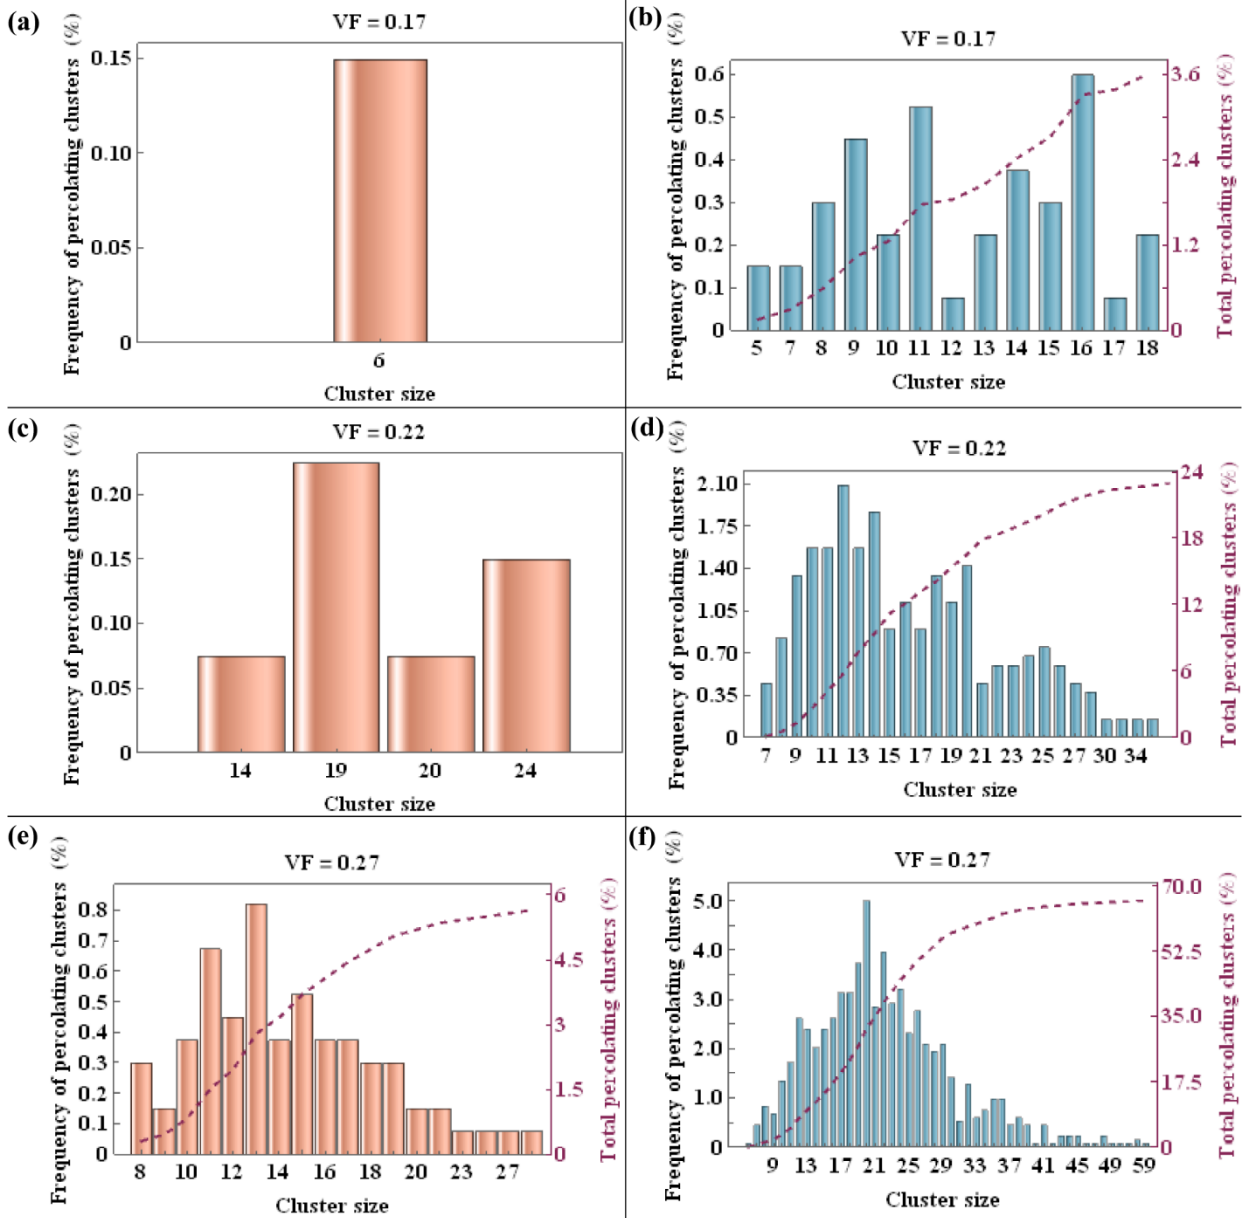 (a)
VF = 0.17
Frequency of percolating clusters (%)
0.15
0.10
0.05
0
6
Cluster size
(b)
VF = 0.17
Frequency of percolating clusters (%)
0.6
0.5
0.4
0.3
0.2
0.1
0
5 7 8 9 10 11 12 13 14 15 16 17 18
Cluster size
3.6
2.4
1.2
0
Total percolating clusters (%)
(c)
VF = 0.22
Frequency of percolating clusters (%)
0.20
0.15
0.10
0.05
0
14 19 20 24
Cluster size
(d)
VF = 0.22
Frequency of percolating clusters (%)
2.10
1.75
1.40
1.05
0.70
0.35
0
7 9 11 13 15 17 19 21 23 25 27 30 34
Cluster size
24
18
12
6
0
Total percolating clusters (%)
(e)
VF = 0.27
Frequency of percolating clusters (%)
0.8
0.7
0.6
0.5
0.4
0.3
0.2
0.1
0
8 10 12 14 16 18 20 23 27
Cluster size
6
4.5
3
1.5
0
Total percolating clusters (%)
(f)
VF = 0.27
Frequency of percolating clusters (%)
5.0
4.0
3.0
2.0
1.0
0
9 13 17 21 25 29 33 37 41 45 49 59
Cluster size
70.0
52.5
35.0
17.5
0
Total percolating clusters (%)